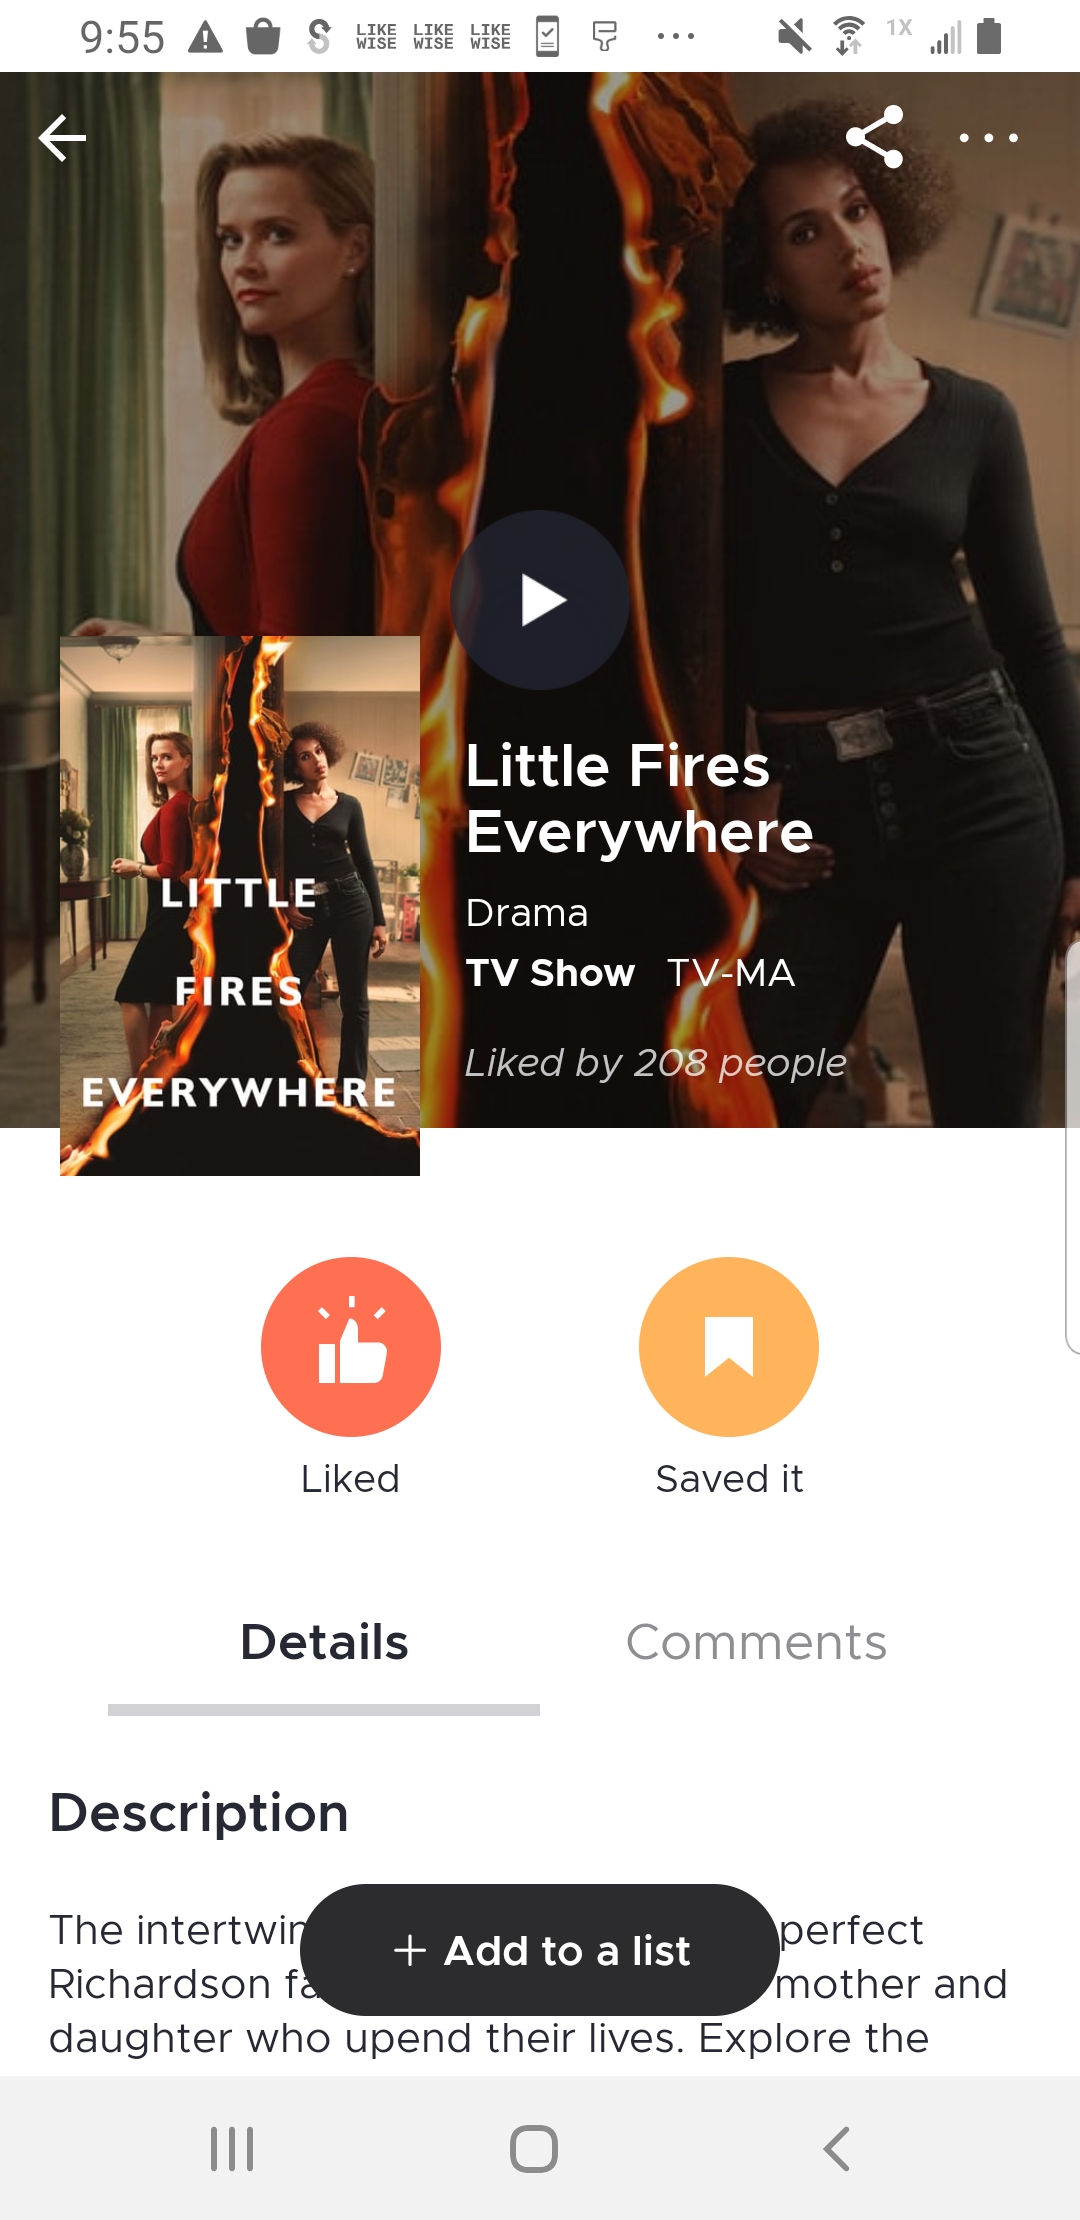 9:55
LIKE WISE LIKE WISE LIKE WISE
1X
Little Fires
Everywhere
Drama
TV Show TV-MA
Liked by 208 people
LITTLE
FIRES
EVERYWHERE
Liked
Saved it
Details
Comments
Description
The intertwin perfect
+ Add to a list
Richardson fa mother and
daughter who upend their lives. Explore the